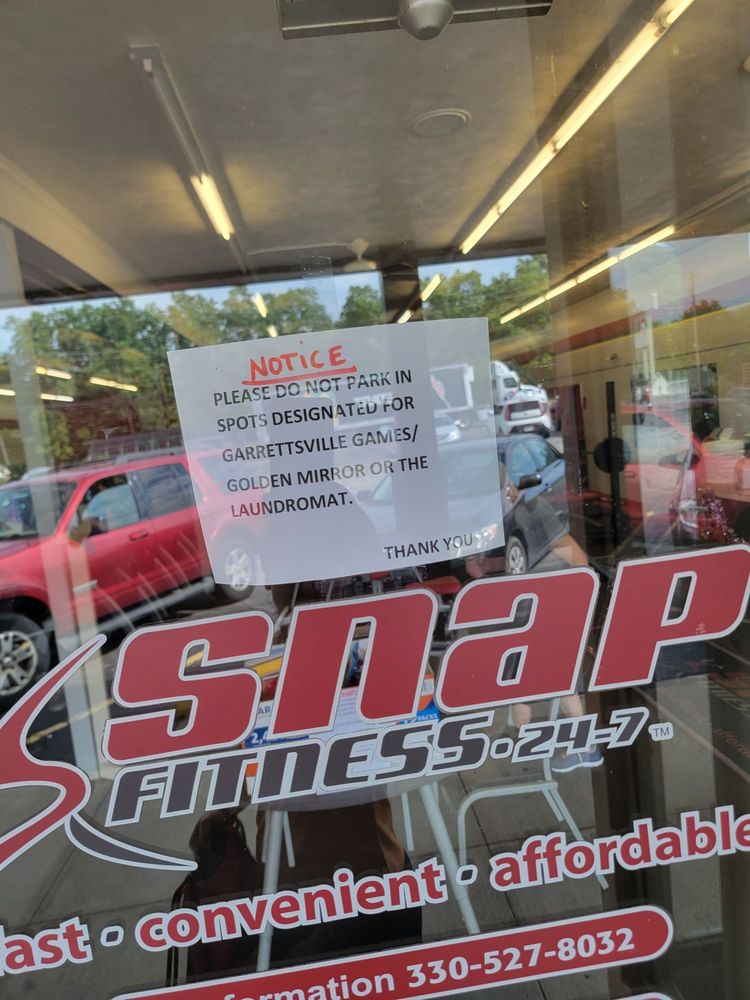 NOTICE
PLEASE DO NOT PARK IN
SPOTS DESIGNATED FOR
GARRETTSVILLE GAMES/
GOLDEN MIRROR OR THE
LAUNDROMAT.
THANK YOU
snap
FITNESS·24-7™
ast • convenient • affordable
formation 330-527-8032